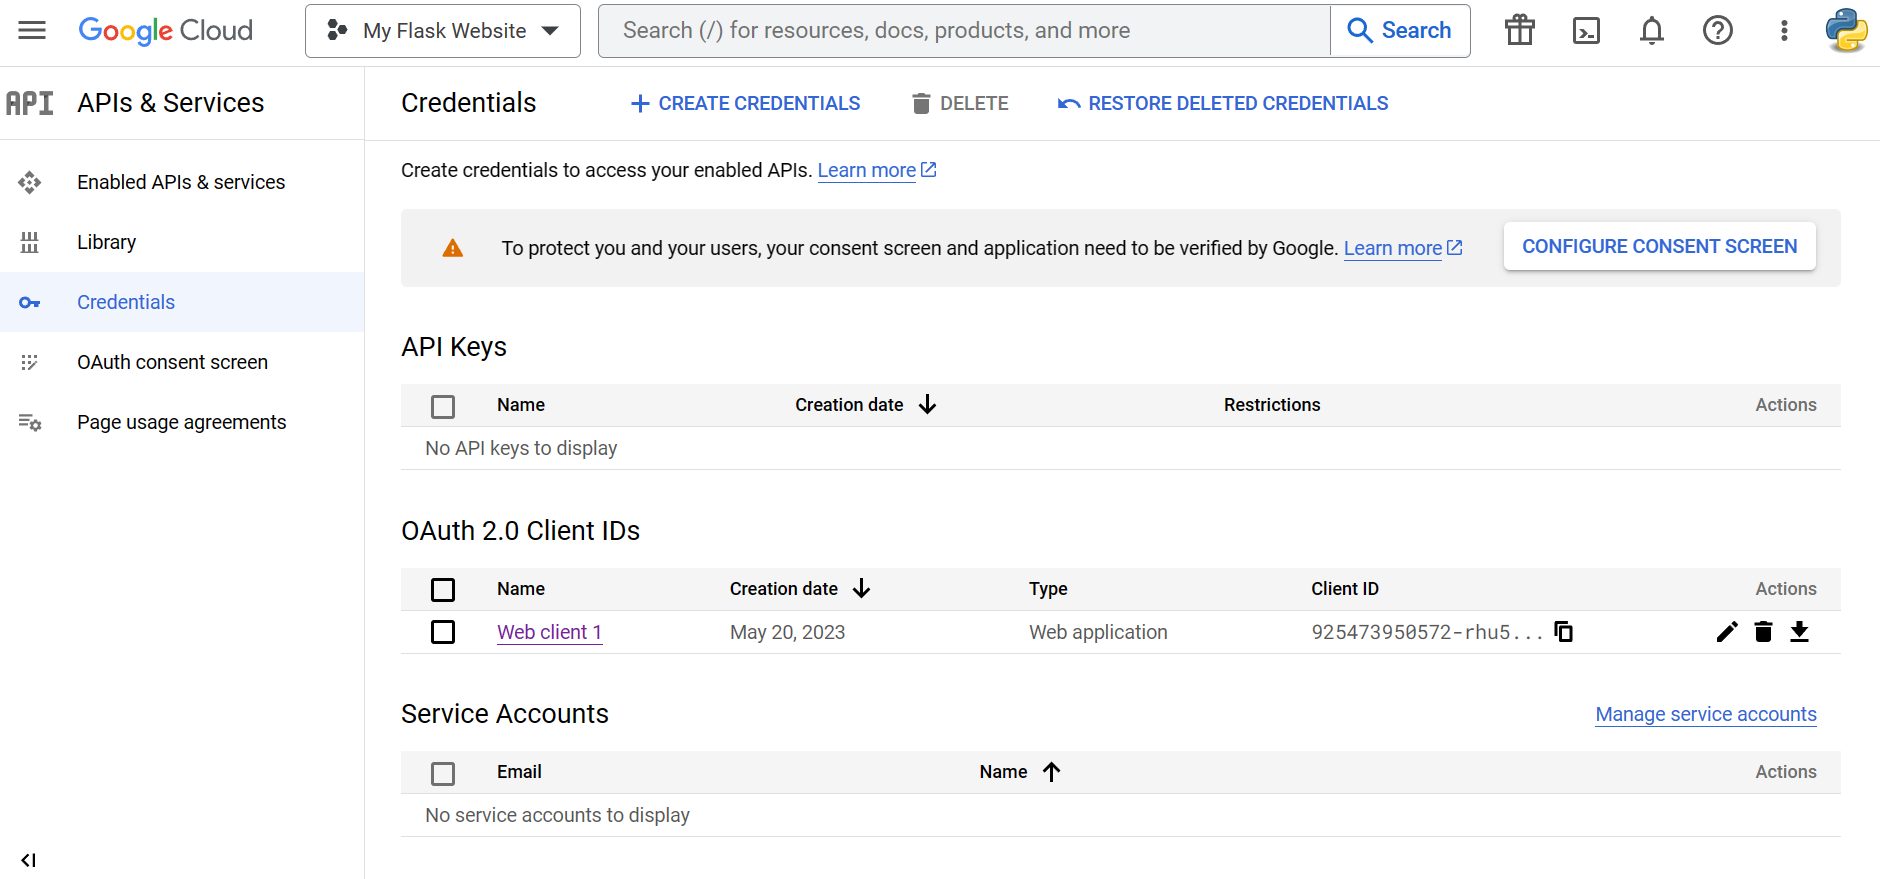 Google Cloud
My Flask Website
Search (/) for resources, docs, products, and more
Search
API
APIs & Services
Credentials
CREATE CREDENTIALS
DELETE
RESTORE DELETED CREDENTIALS
Enabled APIs & services
Library
Credentials
OAuth consent screen
Page usage agreements
Create credentials to access your enabled APIs. Learn more
To protect you and your users, your consent screen and application need to be verified by Google. Learn more
CONFIGURE CONSENT SCREEN
API Keys
Name Creation date Restrictions Actions
No API keys to display
OAuth 2.0 Client IDs
Name Creation date Type Client ID Actions
Web client 1 May 20, 2023 Web application 925473950572-rhu5...
Service Accounts
Manage service accounts
Email Name Actions
No service accounts to display